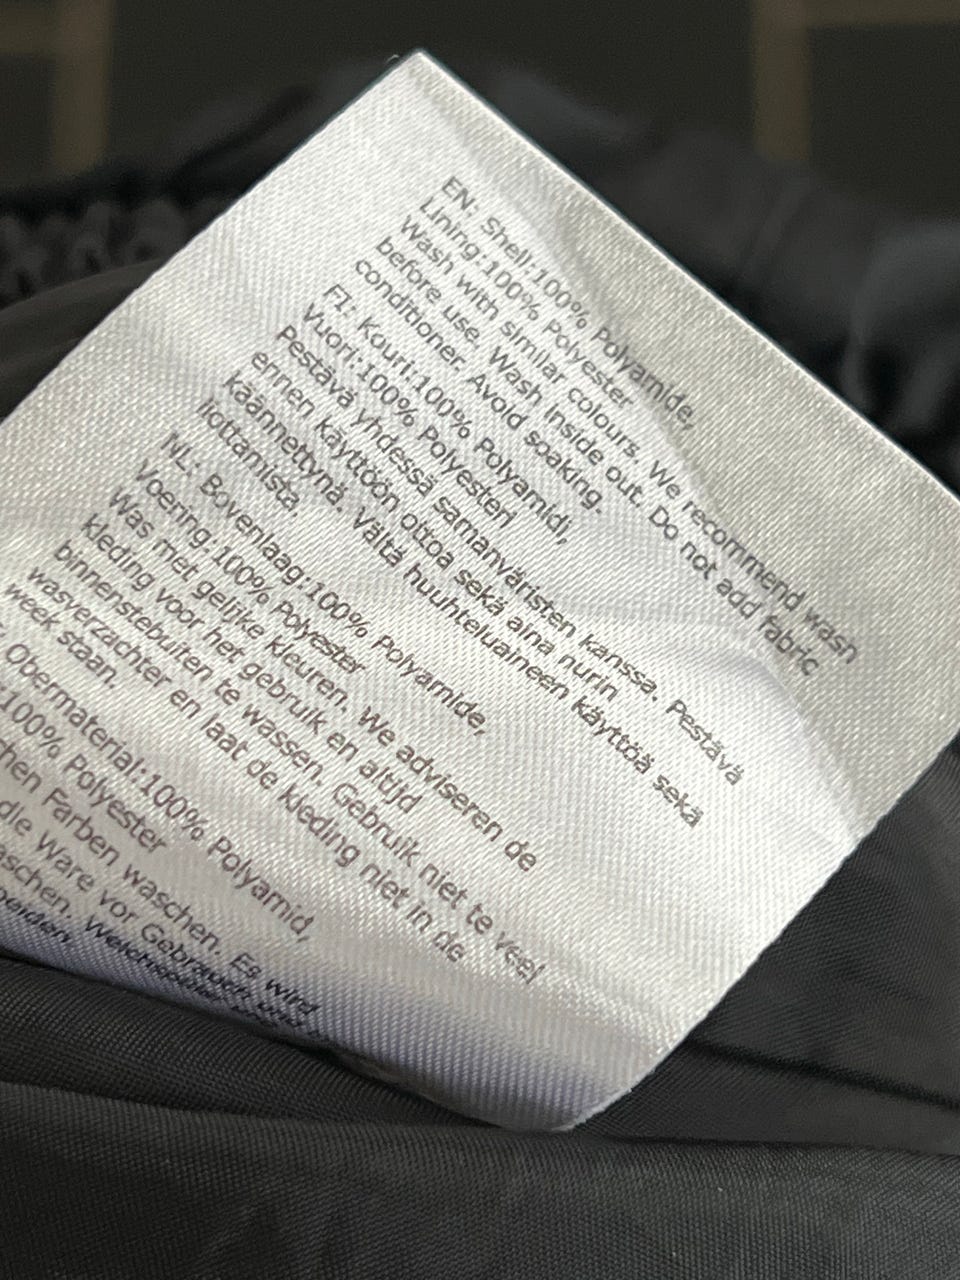 EN: Shell:100% Polyamide,
Lining:100% Polyester
Wash with similar colours. We recommend wash
before use. Wash inside out. Do not add fabric
conditioner. Avoid soaking.
FI: Kouri:100% Polyamidi,
Vuori:100% Polyesteri
Pestävä yhdessä samanväristen kanssa. Pestävä
ennen käyttöön ottoa sekä aina nurin
käännettynä. Vältä huuhteluaineen käyttöä sekä
liottamista.
NL: Bovenlaag:100% Polyamide,
Voering:100% Polyester
Was met gelijke kleuren. We adviseren de
kleding voor het gebruik en altijd
binnenstebuiten te wassen. Gebruik niet te veel
wasverzachter en laat de kleding niet in de
week staan.
Obermaterial:100% Polyamid,
:100% Polyester
chen Farben waschen. Es wird
die Ware vor Gebrauch und
aschen. Weichspüler